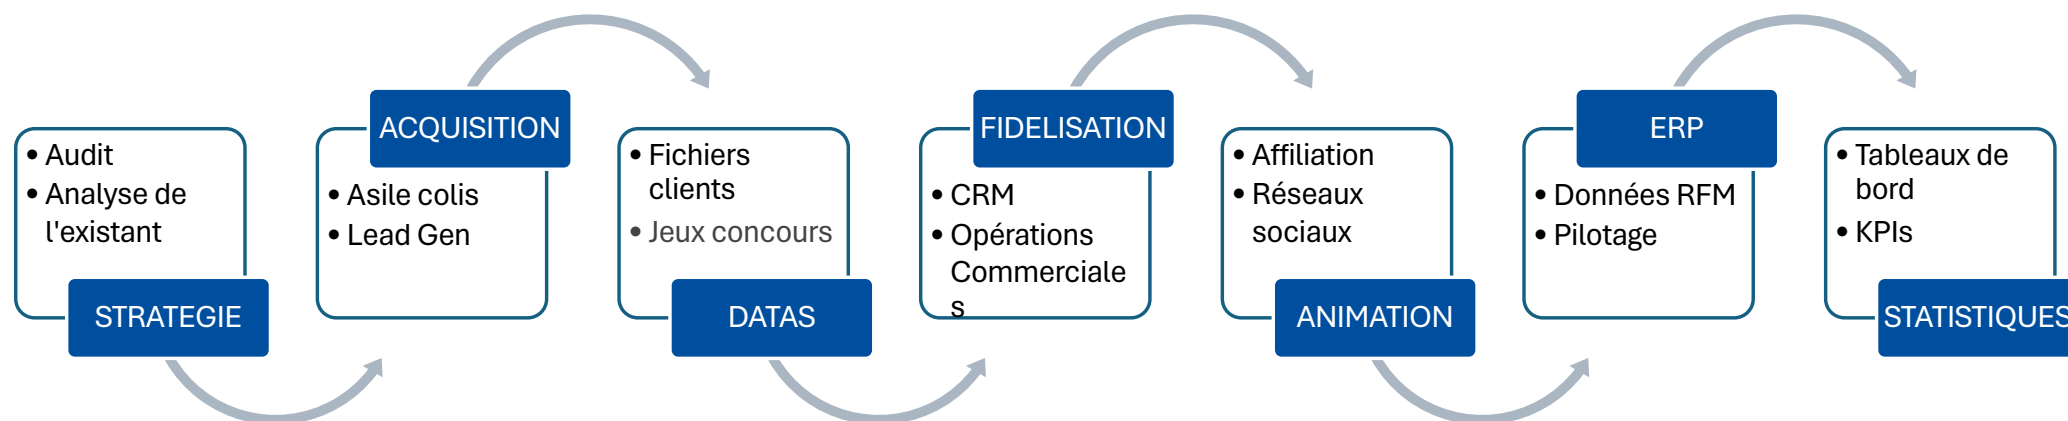 • Audit
• Analyse de
l'existant
STRATEGIE
ACQUISITION
• Asile colis
• Lead Gen
• Fichiers
clients
• Jeux concours
DATAS
FIDELISATION
• CRM
• Opérations
Commerciale
s
• Affiliation
• Réseaux
sociaux
ANIMATION
ERP
• Données RFM
• Pilotage
• Tableaux de
bord
• KPIs
STATISTIQUES